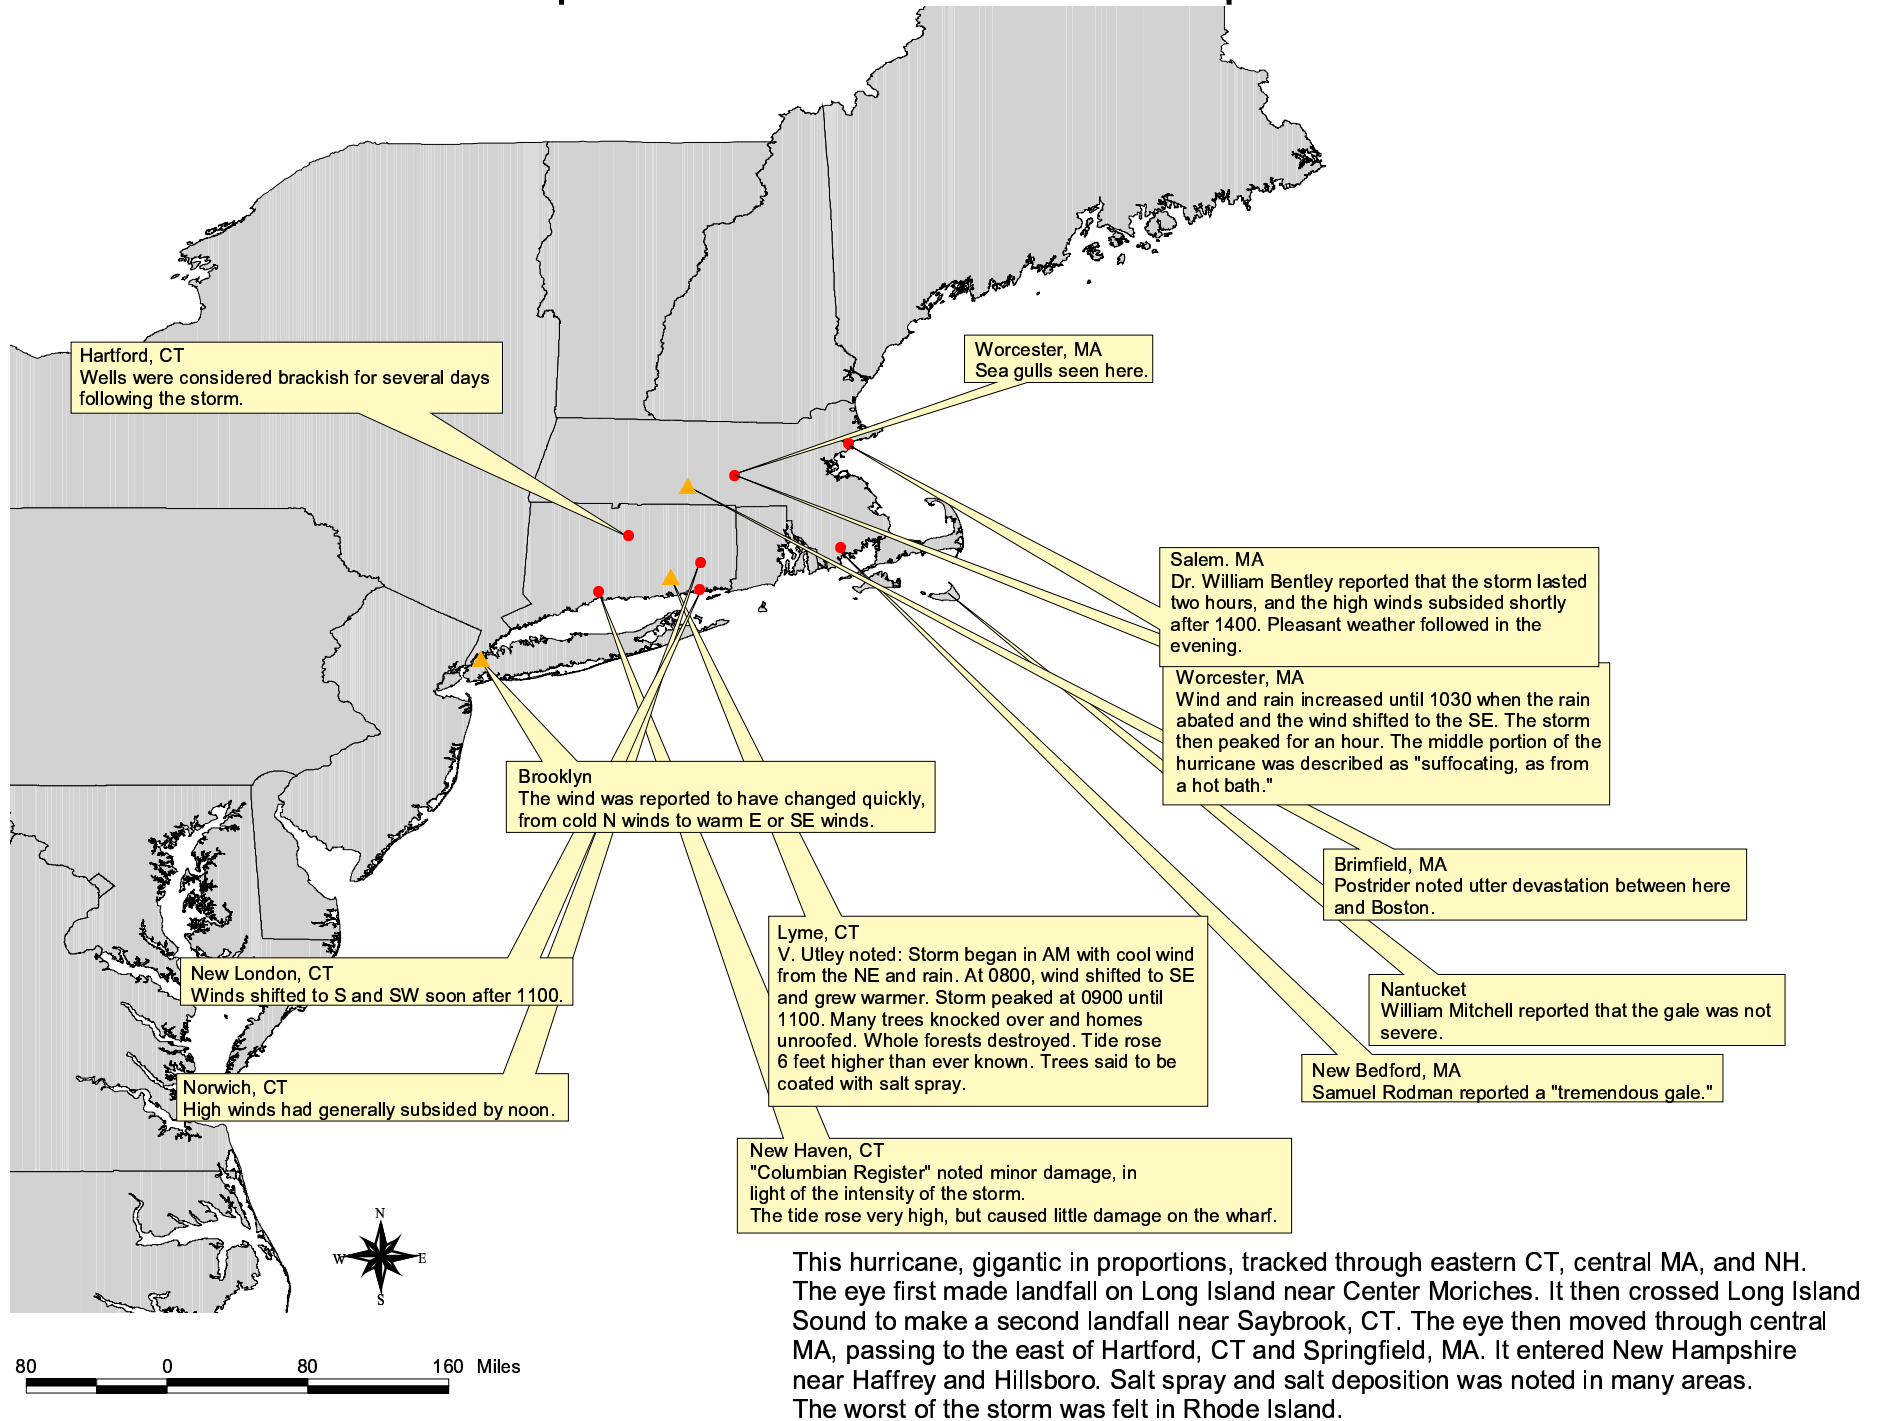 Hartford, CT
Wells were considered brackish for several days
following the storm.
Worcester, MA
Sea gulls seen here.
Salem. MA
Dr. William Bentley reported that the storm lasted
two hours, and the high winds subsided shortly
after 1400. Pleasant weather followed in the
evening.
Worcester, MA
Wind and rain increased until 1030 when the rain
abated and the wind shifted to the SE. The storm
then peaked for an hour. The middle portion of the
hurricane was described as "suffocating, as from
a hot bath."
Brooklyn
The wind was reported to have changed quickly,
from cold N winds to warm E or SE winds.
Brimfield, MA
Postrider noted utter devastation between here
and Boston.
Lyme, CT
V. Utley noted: Storm began in AM with cool wind
from the NE and rain. At 0800, wind shifted to SE
and grew warmer. Storm peaked at 0900 until
1100. Many trees knocked over and homes
unroofed. Whole forests destroyed. Tide rose
6 feet higher than ever known. Trees said to be
coated with salt spray.
New London, CT
Winds shifted to S and SW soon after 1100.
Nantucket
William Mitchell reported that the gale was not
severe.
New Bedford, MA
Samuel Rodman reported a "tremendous gale."
Norwich, CT
High winds had generally subsided by noon.
New Haven, CT
"Columbian Register" noted minor damage, in
light of the intensity of the storm.
The tide rose very high, but caused little damage on the wharf.
N
W
E
S
This hurricane, gigantic in proportions, tracked through eastern CT, central MA, and NH.
The eye first made landfall on Long Island near Center Moriches. It then crossed Long Island
Sound to make a second landfall near Saybrook, CT. The eye then moved through central
MA, passing to the east of Hartford, CT and Springfield, MA. It entered New Hampshire
near Haffrey and Hillsboro. Salt spray and salt deposition was noted in many areas.
The worst of the storm was felt in Rhode Island.
80 0 80 160 Miles